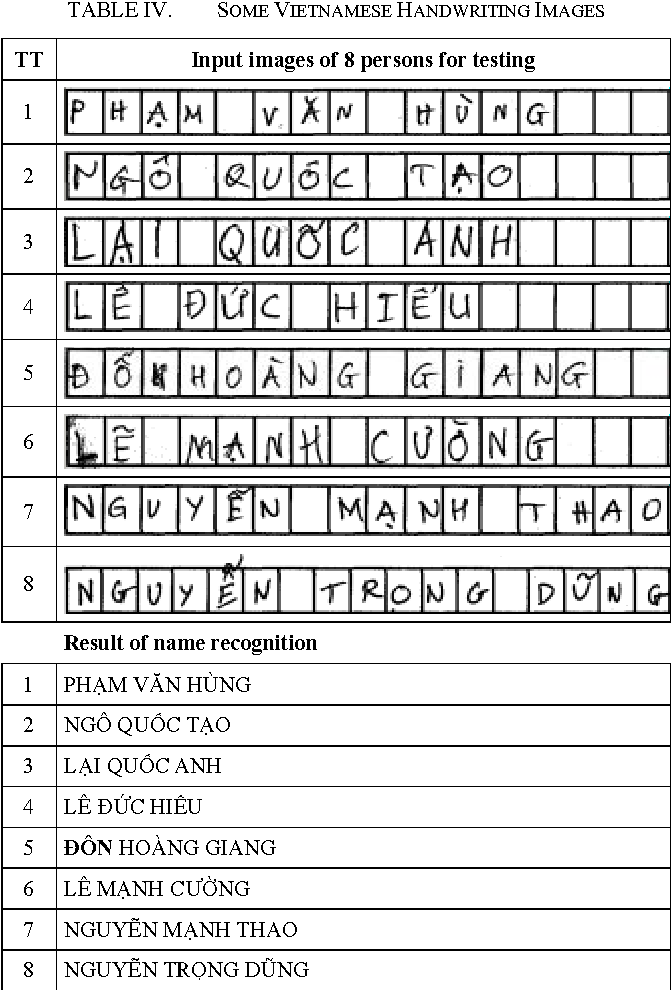 TABLE IV. SOME VIETNAMESE HANDWRITING IMAGES
TT Input images of 8 persons for testing
1 PHẠM VĂN HÙNG
2 NGÔ QUỐC TẠO
3 LẠI QUỐC ANH
4 LÊ ĐỨC HIẾU
5 ĐỖ HOÀNG GIANG
6 LÊ MẠNH CƯỜNG
7 NGUYỄN MẠNH THAO
8 NGUYỄN TRỌNG DŨNG
Result of name recognition
1 PHẠM VĂN HÙNG
2 NGÔ QUỐC TẠO
3 LẠI QUỐC ANH
4 LÊ ĐỨC HIÊU
5 ĐÔN HOÀNG GIANG
6 LÊ MẠNH CƯỜNG
7 NGUYỄN MẠNH THAO
8 NGUYỄN TRỌNG DŨNG